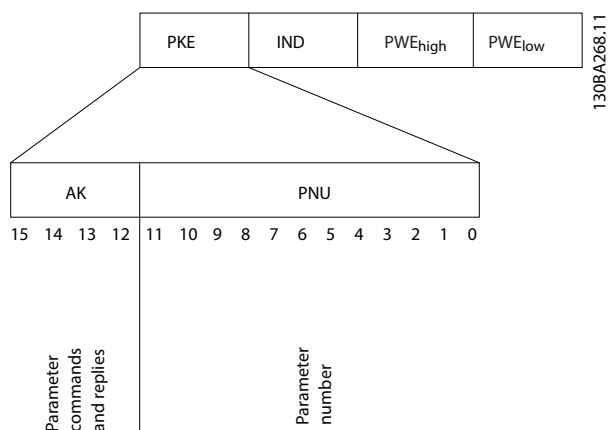 PKE IND PWEhigh PWElow
130BA268.11
AK PNU
15 14 13 12 11 10 9 8 7 6 5 4 3 2 1 0
Parameter
commands
and replies
Parameter
number